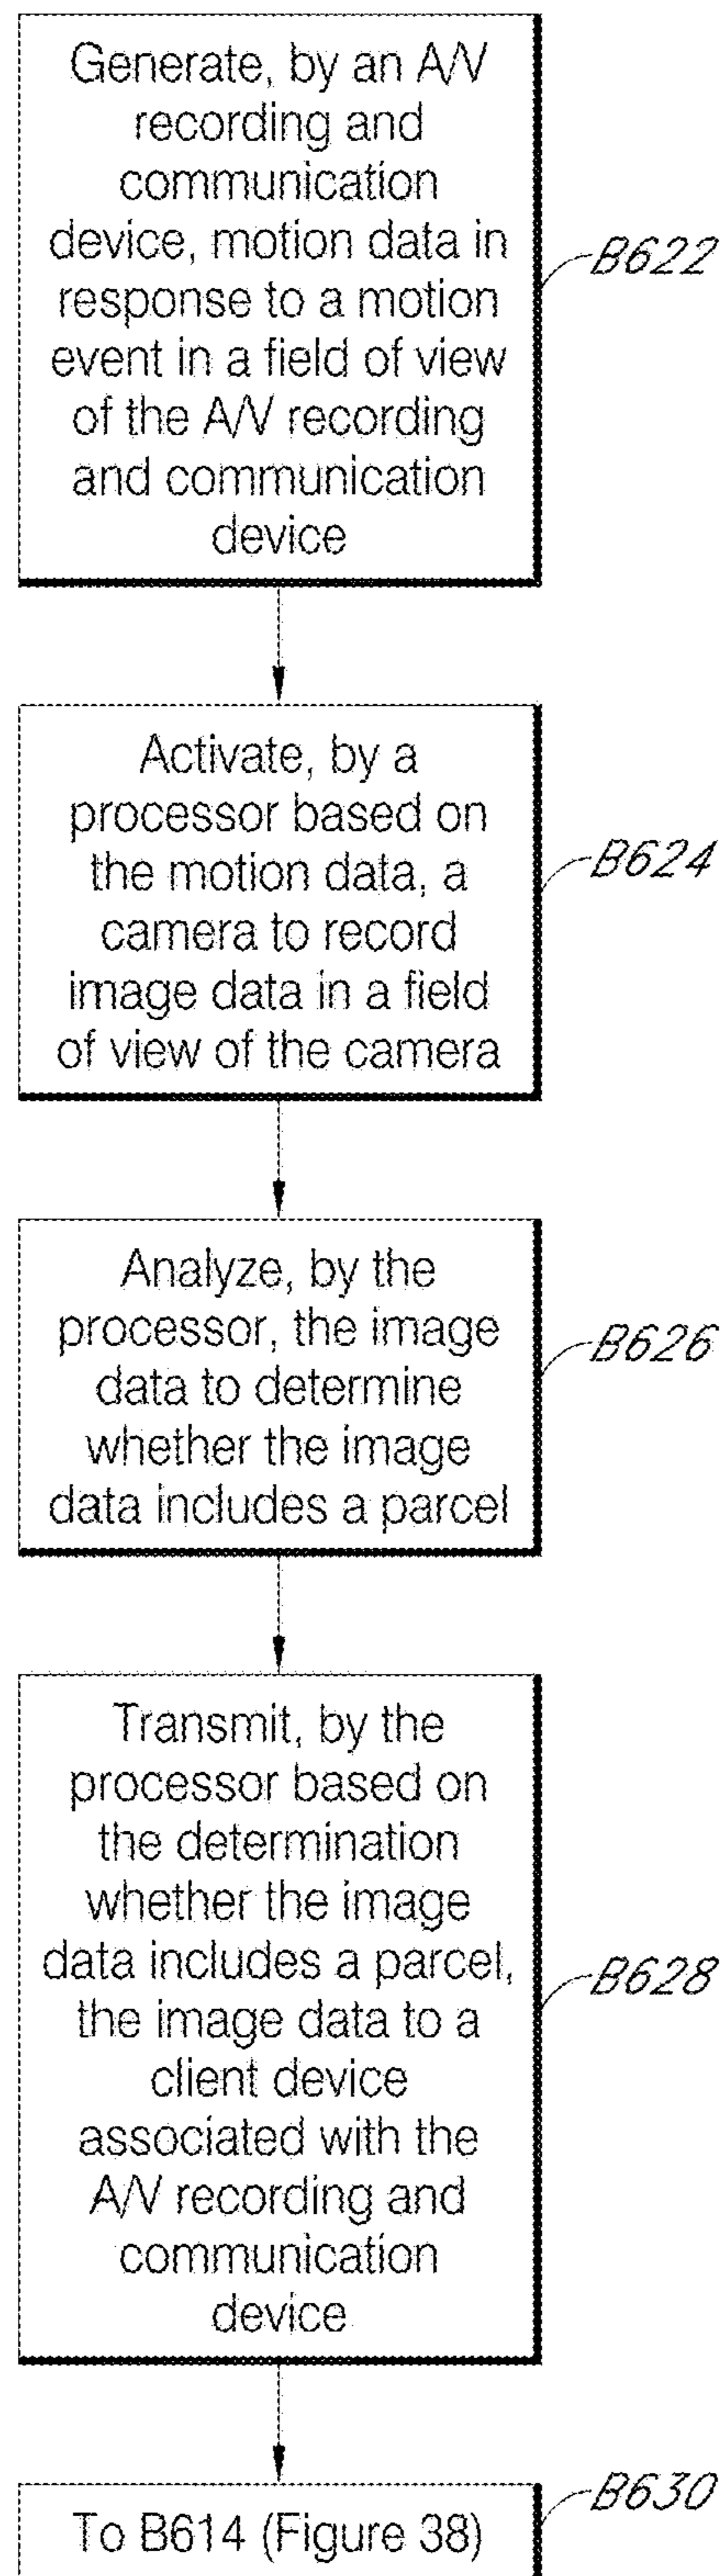 Generate, by an A/V
recording and
communication
device, motion data in
response to a motion
event in a field of view
of the A/V recording
and communication
device
B622
Activate, by a
processor based on
the motion data, a
camera to record
image data in a field
of view of the camera
B624
Analyze, by the
processor, the image
data to determine
whether the image
data includes a parcel
B626
Transmit, by the
processor based on
the determination
whether the image
data includes a parcel,
the image data to a
client device
associated with the
A/V recording and
communication
device
B628
To B614 (Figure 38)
B630